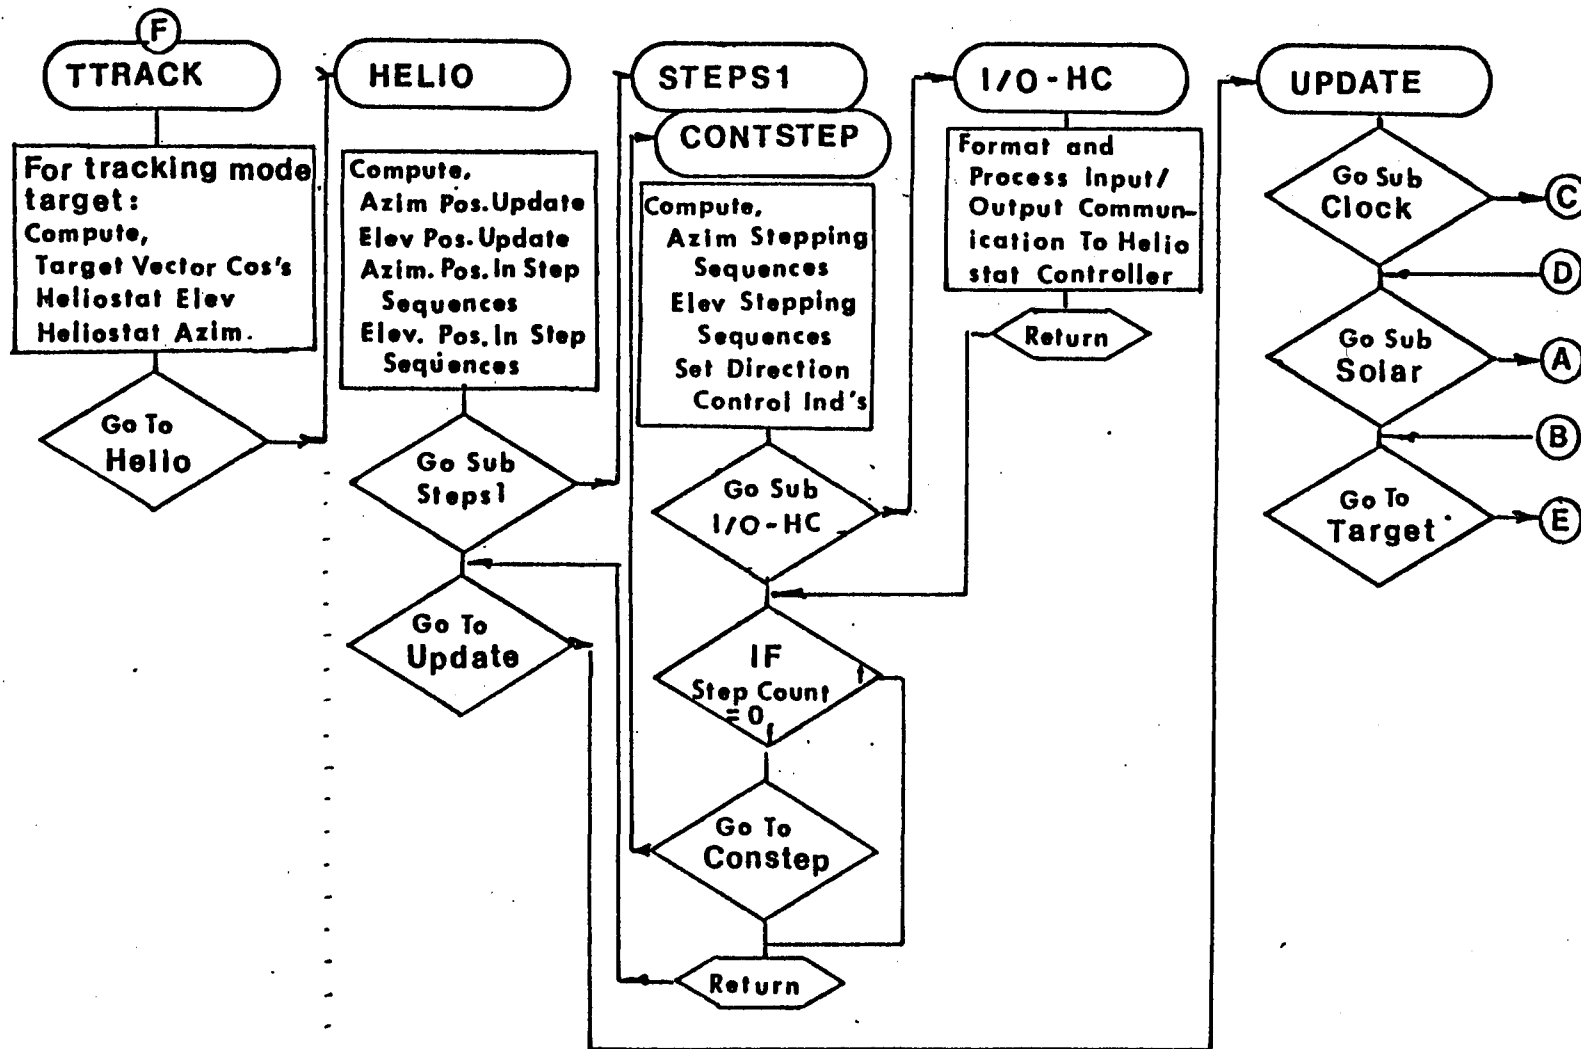 F
TTRACK
For tracking mode
target:
Compute,
Target Vector Cos's
Heliostat Elev
Heliostat Azim.
Go To
Helio
HELIO
Compute,
Azim Pos.Update
Elev Pos.Update
Azim. Pos. In Step
Sequences
Elev. Pos. In Step
Sequences
Go Sub
Steps1
Go To
Update
STEPS1
CONTSTEP
Compute,
Azim Stepping
Sequences
Elev Stepping
Sequences
Set Direction
Control Ind's
Go Sub
I/O-HC
IF
Step Count
=0
t
f
Go To
Constep
Return
I/O-HC
Format and
Process Input/
Output Commun-
ication To Helio
stat Controller
Return
UPDATE
Go Sub
Clock
C
D
Go Sub
Solar
A
B
Go To
Target
E